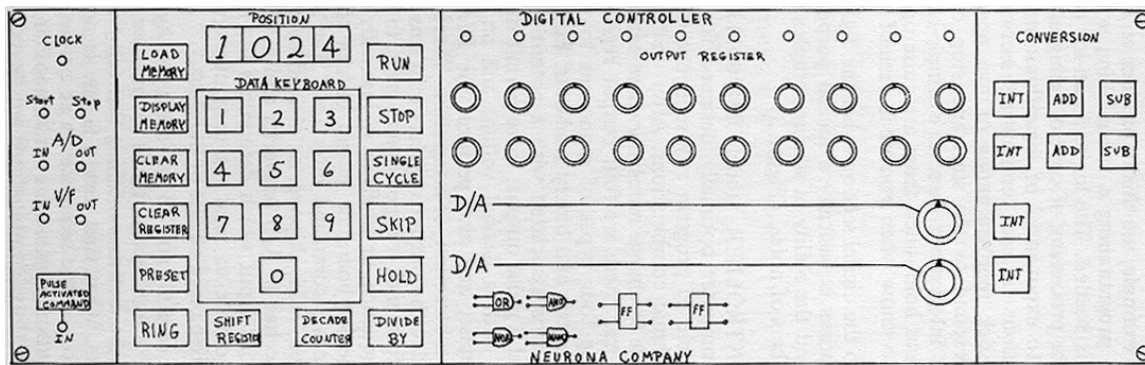 CLOCK
Start Stop
A/D
IN OUT
V/F
IN OUT
PULSE
ACTIVATED
COMMAND
IN
POSITION
1 0 2 4
LOAD
MEMORY
RUN
DATA KEYBOARD
DISPLAY
MEMORY
1 2 3
STOP
CLEAR
MEMORY
4 5 6
SINGLE
CYCLE
CLEAR
REGISTER
7 8 9
SKIP
PRESET
0
HOLD
RING
SHIFT
REGISTER
DECADE
COUNTER
DIVIDE
BY
DIGITAL CONTROLLER
OUTPUT REGISTER
D/A
D/A
OR AND FF FF
NOR NAND
NEURONA COMPANY
CONVERSION
INT ADD SUB
INT ADD SUB
INT
INT